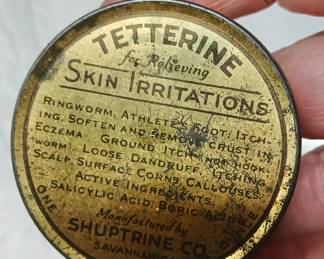 TETTERINE
for Relieving
SKIN IRRITATIONS
RINGWORM, ATHLETES FOOT, ITCH-
ING. SOFTEN AND REMOVE CRUST IN
ECZEMA GROUND ITCH (NOT HOOK-
WORM) LOOSE DANDRUFF, ITCHING
SCALP SURFACE CORNS, CALLOUSES.
ACTIVE INGREDIENTS,
SALICYLIC ACID, BORIC ACID
ONE
Manufactured by
SHUPTRINE CO.
SAVANNAH